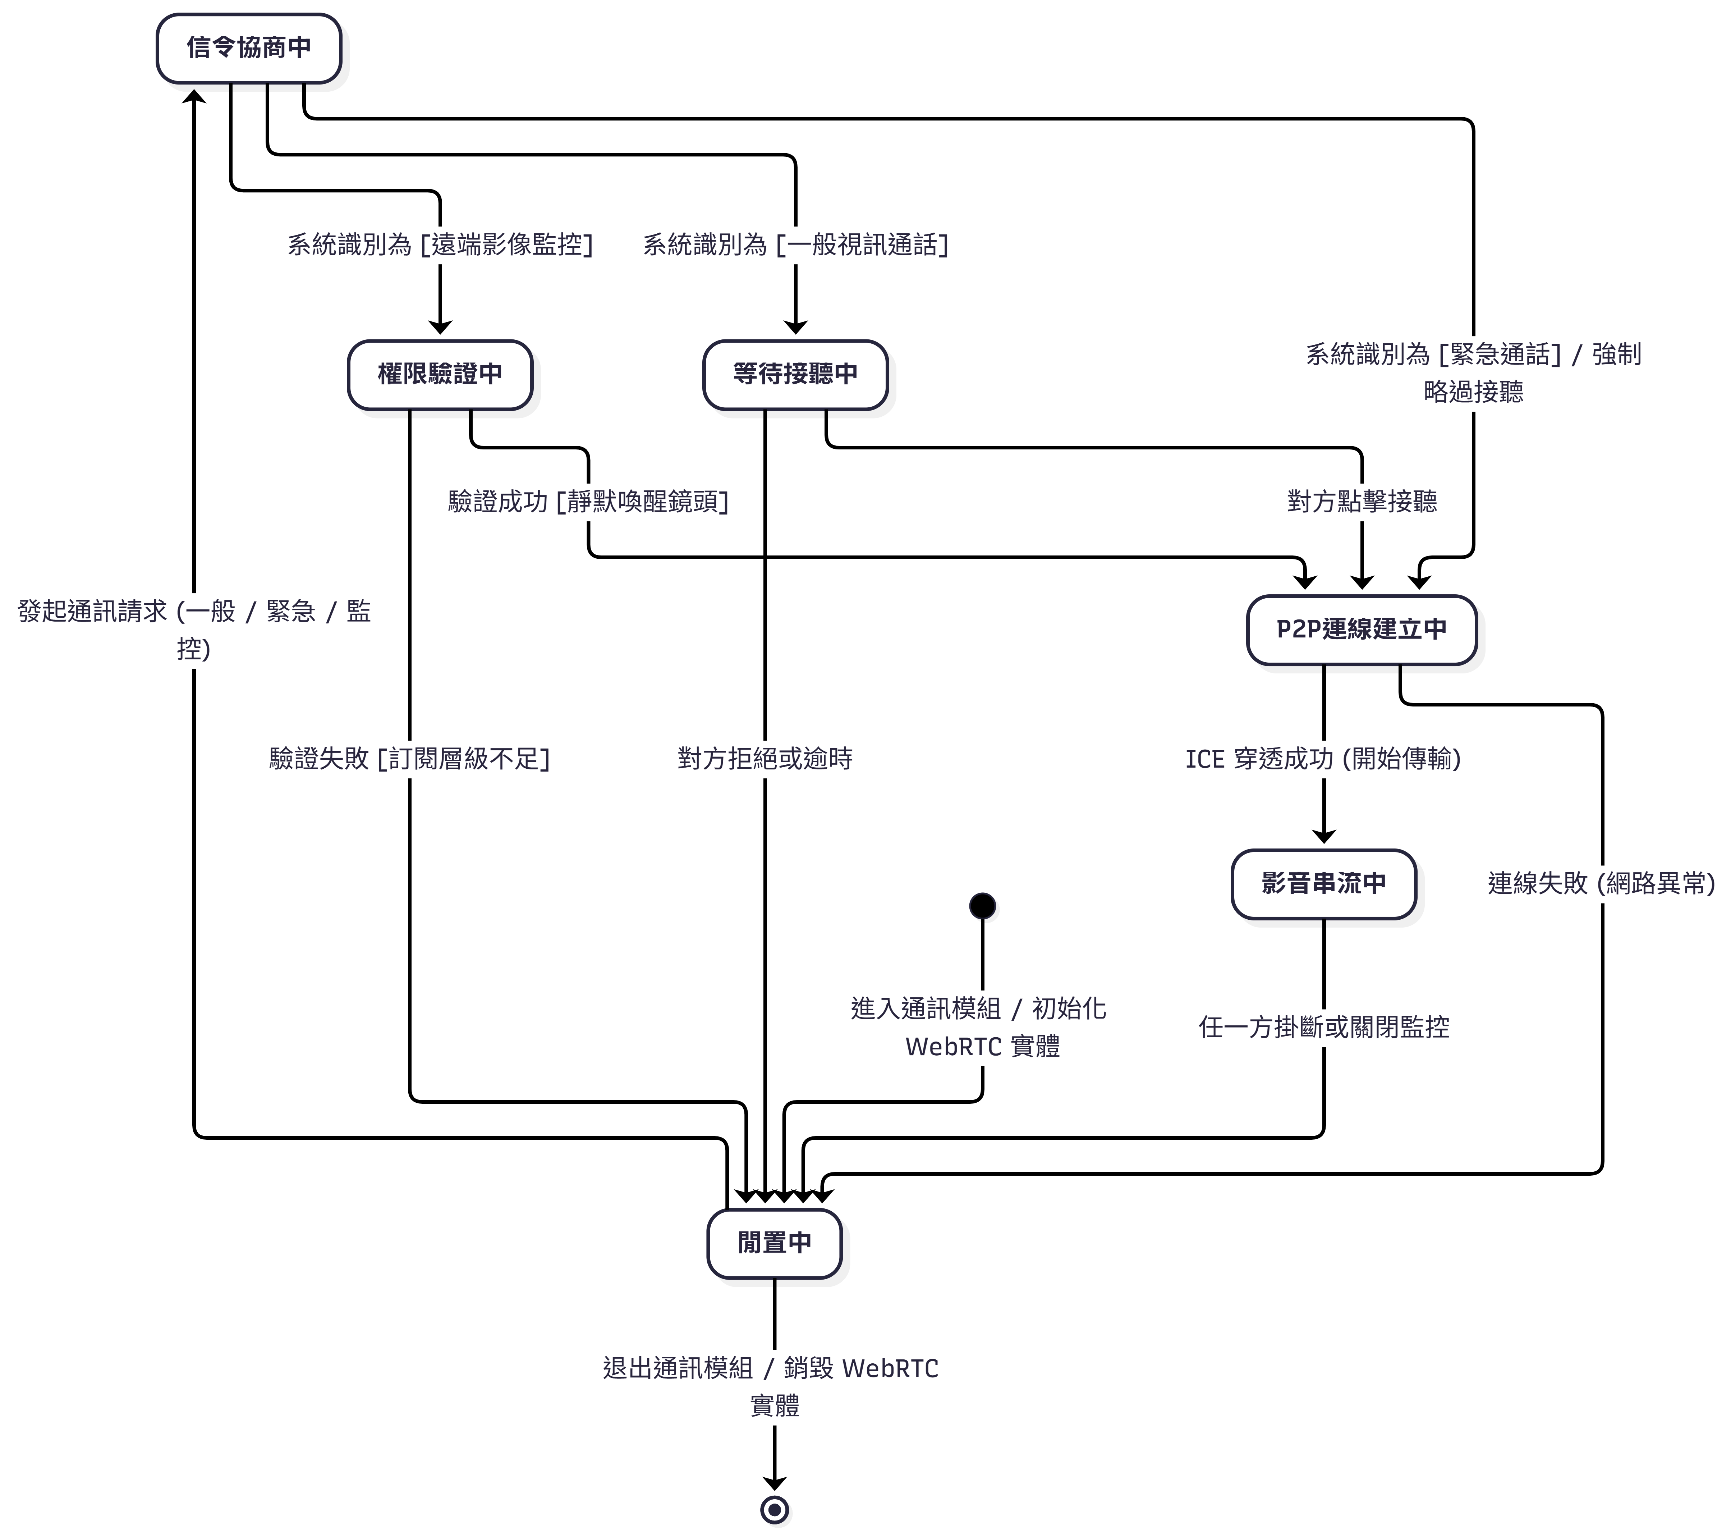 信令協商中
系統識別為 [遠端影像監控]
系統識別為 [一般視訊通話]
系統識別為 [緊急通話] / 強制
略過接聽
權限驗證中
等待接聽中
驗證成功 [靜默喚醒鏡頭]
對方點擊接聽
發起通訊請求 (一般 / 緊急 / 監
控)
P2P連線建立中
驗證失敗 [訂閱層級不足]
對方拒絕或逾時
ICE 穿透成功 (開始傳輸)
影音串流中
連線失敗 (網路異常)
進入通訊模組 / 初始化
WebRTC 實體
任一方掛斷或關閉監控
閒置中
退出通訊模組 / 銷毀 WebRTC
實體